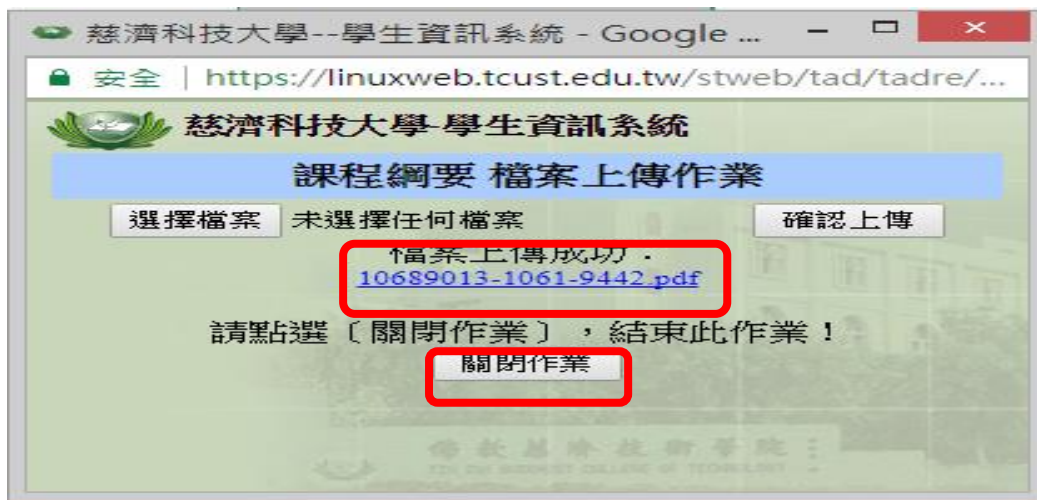 慈濟科技大學--學生資訊系統 - Google ...
安全 | https://linuxweb.tcust.edu.tw/stweb/tad/tadre/...
慈濟科技大學-學生資訊系統
課程綱要 檔案上傳作業
選擇檔案 未選擇任何檔案 確認上傳
檔案上傳成功:
10689013-1061-9442.pdf
請點選〔關閉作業〕,結束此作業!
關閉作業